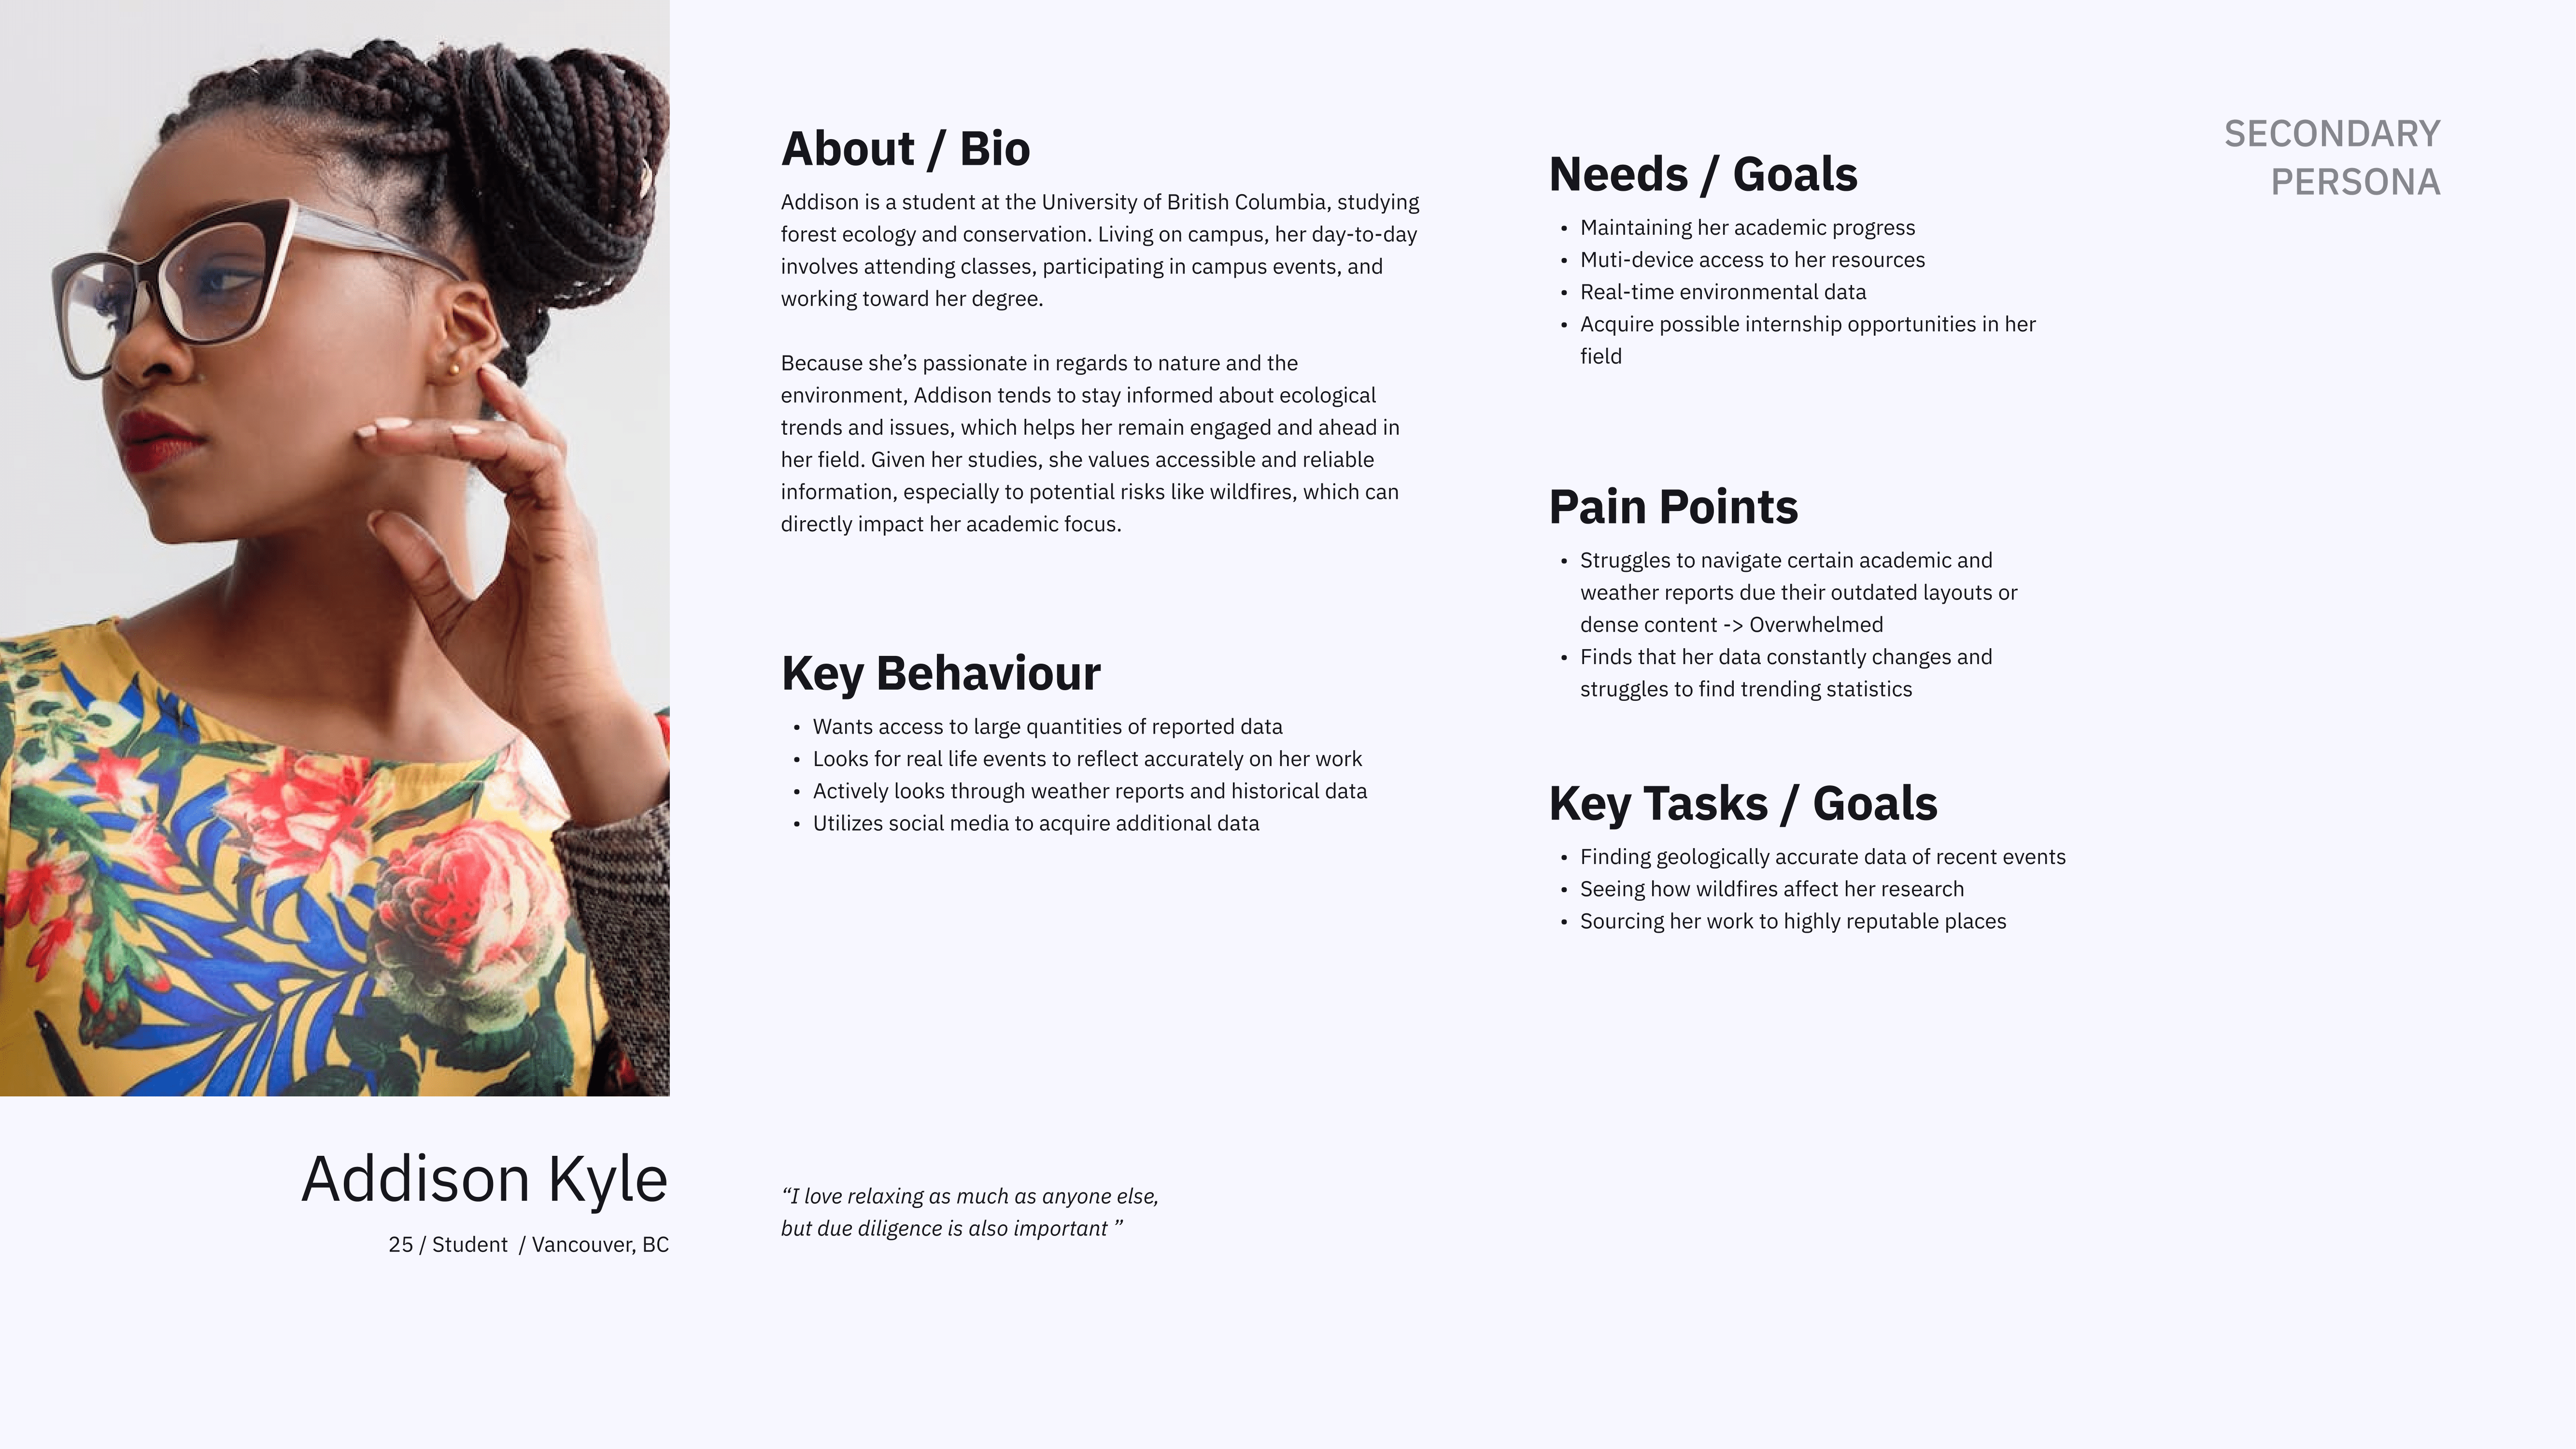 About / Bio
Addison is a student at the University of British Columbia, studying
forest ecology and conservation. Living on campus, her day-to-day
involves attending classes, participating in campus events, and
working toward her degree.
Because she’s passionate in regards to nature and the
environment, Addison tends to stay informed about ecological
trends and issues, which helps her remain engaged and ahead in
her field. Given her studies, she values accessible and reliable
information, especially to potential risks like wildfires, which can
directly impact her academic focus.
Key Behaviour
• Wants access to large quantities of reported data
• Looks for real life events to reflect accurately on her work
• Actively looks through weather reports and historical data
• Utilizes social media to acquire additional data
Needs / Goals
• Maintaining her academic progress
• Muti-device access to her resources
• Real-time environmental data
• Acquire possible internship opportunities in her
field
Pain Points
• Struggles to navigate certain academic and
weather reports due their outdated layouts or
dense content -> Overwhelmed
• Finds that her data constantly changes and
struggles to find trending statistics
Key Tasks / Goals
• Finding geologically accurate data of recent events
• Seeing how wildfires affect her research
• Sourcing her work to highly reputable places
SECONDARY
PERSONA
Addison Kyle
25 / Student  / Vancouver, BC
“I love relaxing as much as anyone else,
but due diligence is also important ”